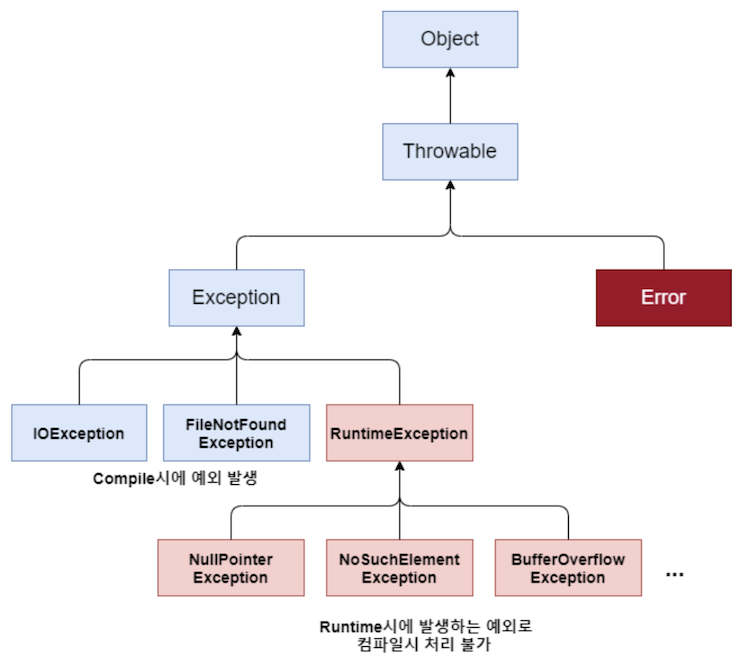 Object
Throwable
Exception
Error
IOException
FileNotFound
Exception
RuntimeException
Compile시에 예외 발생
NullPointer
Exception
NoSuchElement
Exception
BufferOverflow
Exception
...
Runtime시에 발생하는 예외로
컴파일시 처리 불가